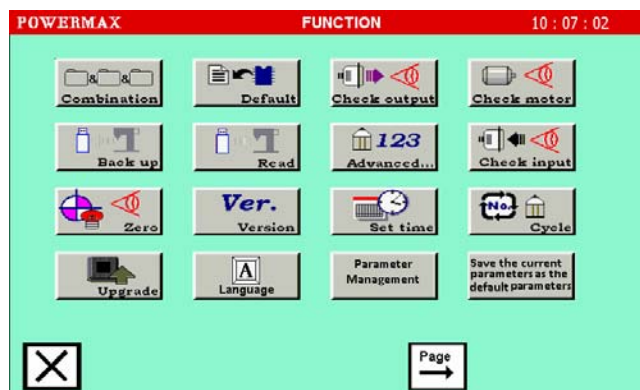 POWERMAX FUNCTION 10 : 07 : 02
&&
Combination
Default
Check output
Check motor
Back up
Read
123
Advanced...
Check input
Zero
Ver.
Version
Set time
No.
Cycle
Upgrade
A
Language
Parameter
Management
Save the current
parameters as the
default parameters
X
Page